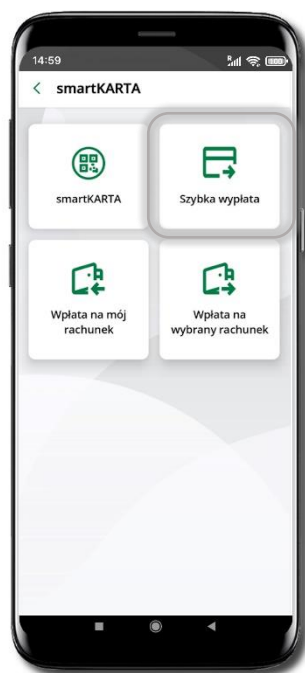 14:59
smartKARTA
smartKARTA
Szybka wypłata
Wpłata na mój
rachunek
Wpłata na
wybrany rachunek